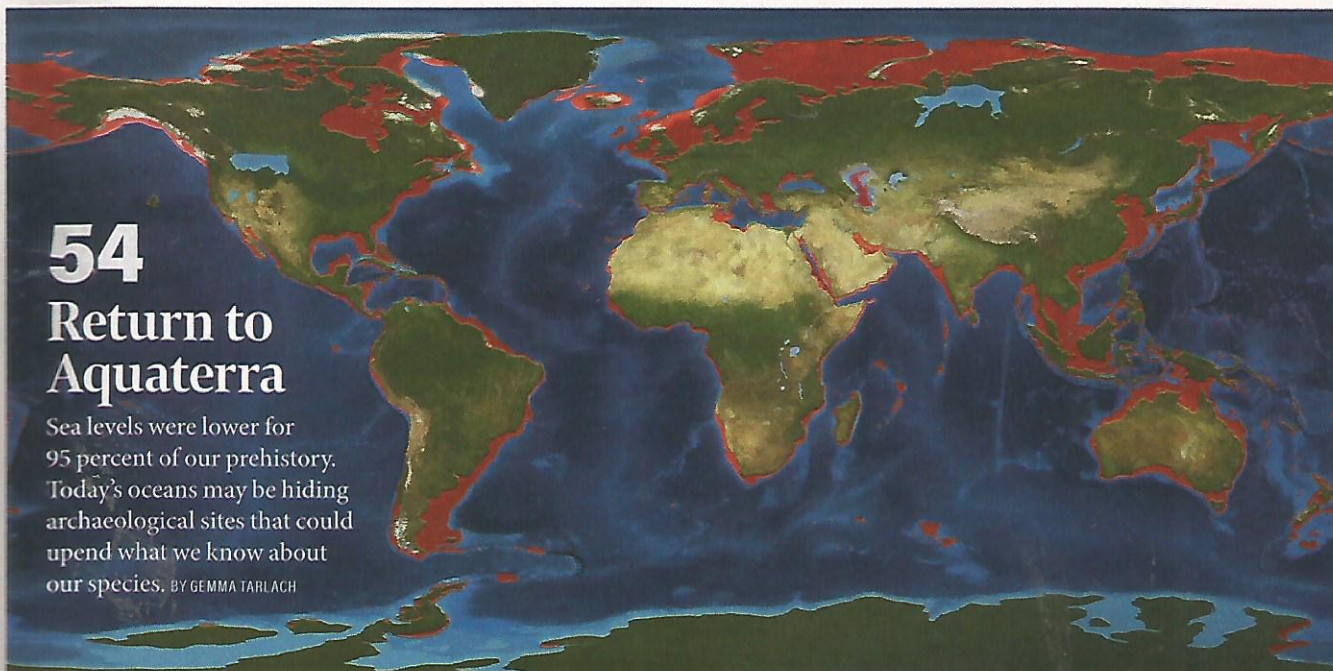 54
Return to
Aquaterra
Sea levels were lower for
95 percent of our prehistory.
Today's oceans may be hiding
archaeological sites that could
upend what we know about
our species. BY GEMMA TARLACH